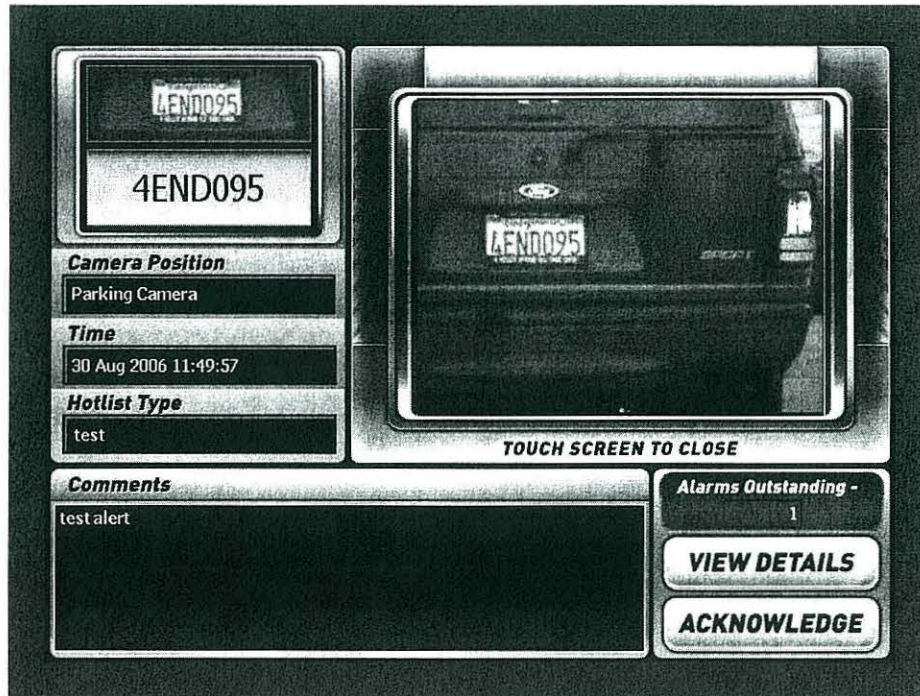 4END095
4END095
Camera Position
Parking Camera
Time
30 Aug 2006 11:49:57
Hotlist Type
test
4END095
SPORT
TOUCH SCREEN TO CLOSE
Comments
test alert
Alarms Outstanding -
1
VIEW DETAILS
ACKNOWLEDGE